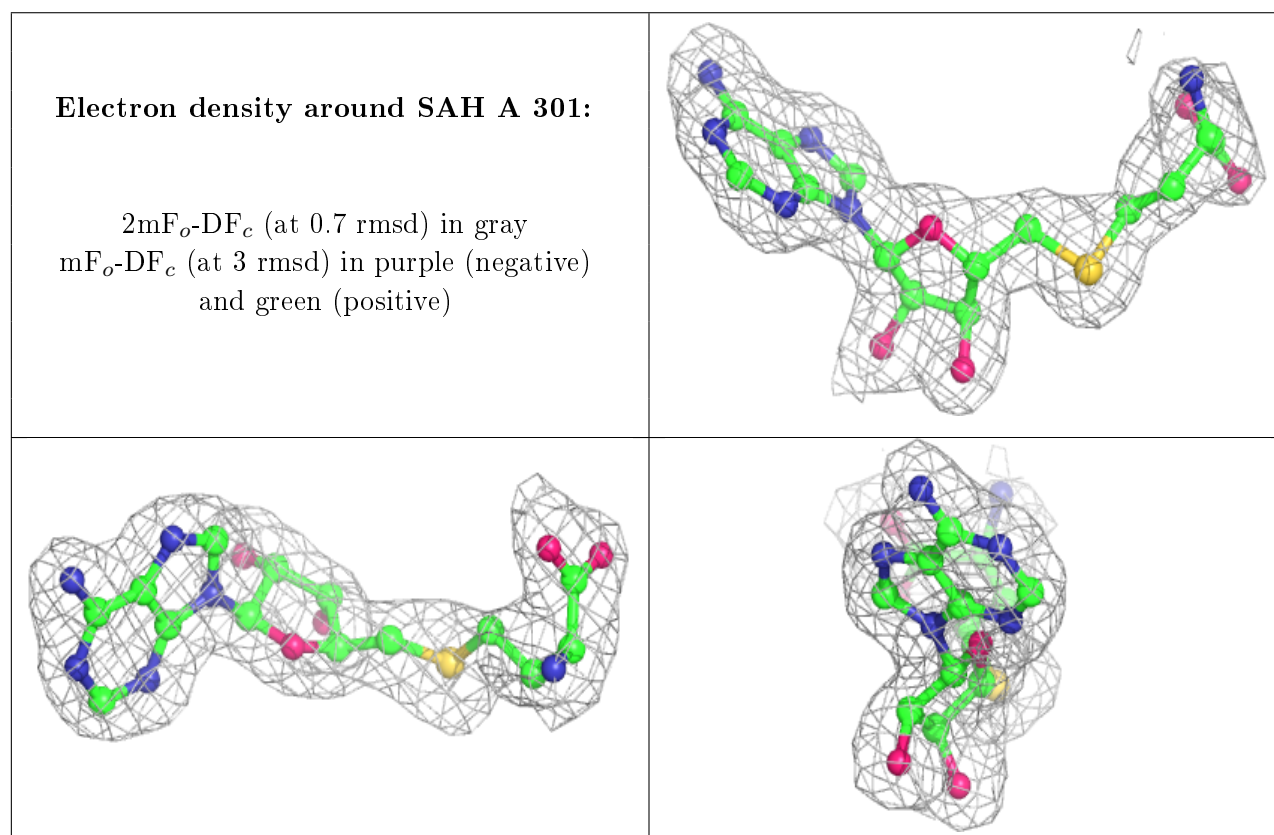 Electron density around SAH A 301:
2mFo-DFc (at 0.7 rmsd) in gray
mFo-DFc (at 3 rmsd) in purple (negative)
and green (positive)